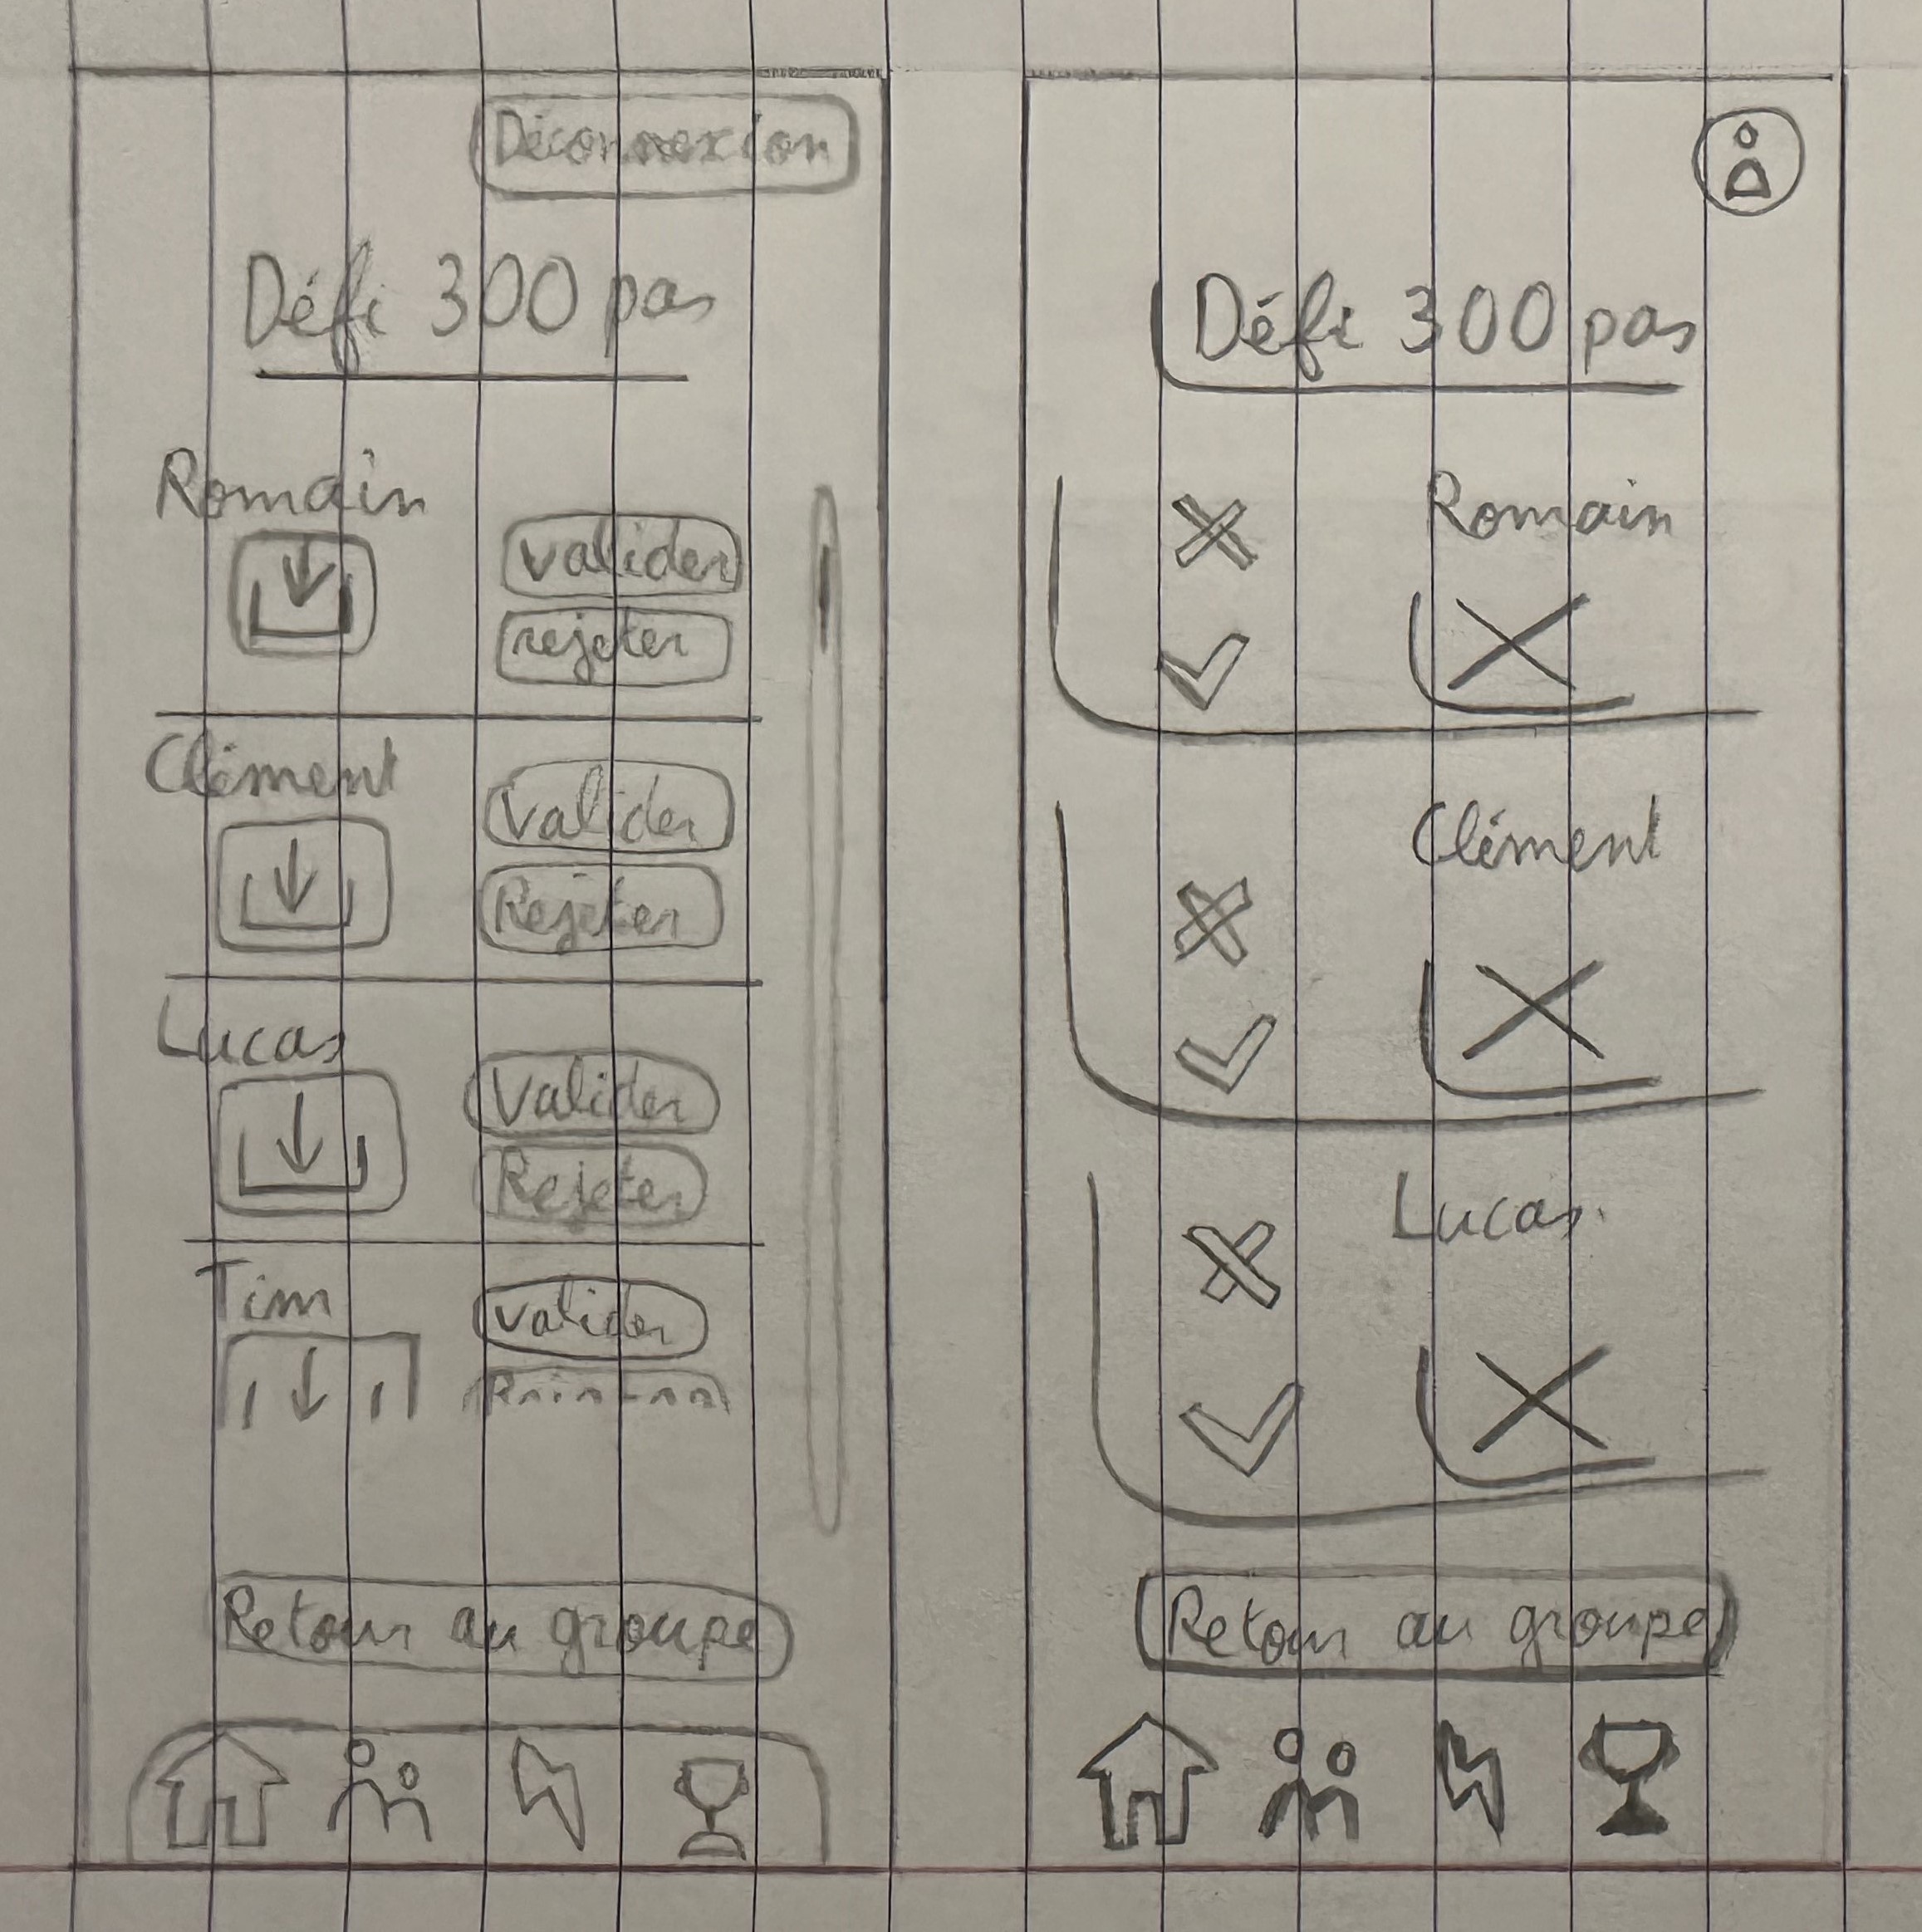 Déconnexion
Défi 300 pas
Romain
valider
rejeter
Clément
Valider
Rejeter
Lucas
Valider
Rejeter
Tim
valider
Retour au groupe
Défi 300 pas
Romain
Clément
Lucas
Retour au groupe